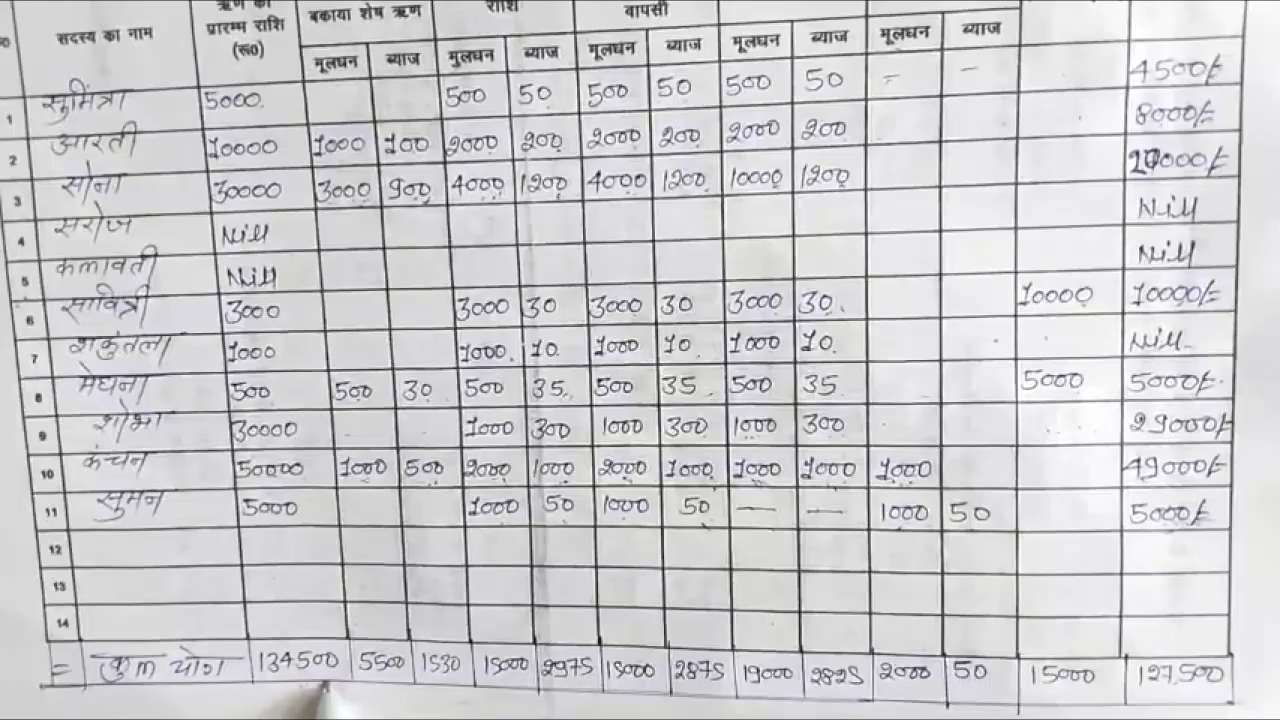 ऋण की
बकाया शेष ऋण राशि वापसी
सदस्य का नाम प्रारम्भ राशि
(रू0) मूलधन ब्याज मुलधन ब्याज मूलधन ब्याज मूलधन ब्याज मूलधन ब्याज
1 सुमित्रा 5000 500 50 500 50 500 50 - - 4500/-
2 आरती 10000 1000 100 2000 200 2000 200 2000 200 8000/-
3 सोना 30000 3000 900 4000 1200 4000 1200 10000 1200 000/-
4 सरोज Nill Nill
5 कलावती Nill Nill
6 सावित्री 3000 3000 30 3000 30 3000 30 10000 10000/-
7 शकुंतला 1000 1000 10 1000 10 1000 10 Nill
8 मेघना 500 500 30 500 35 500 35 500 35 5000 5000/-
9 शोभा 30000 1000 300 1000 300 1000 300 29000/-
10 कंचन 50000 1000 500 2000 1000 2000 1000 1000 1000 1000 49000/-
11 सुमन 5000 1000 50 1000 50 — — 1000 50 5000/-
12
13
14
= कुल योग 134500 5500 1530 15000 2975 15000 2875 19000 2825 2000 50 15000 127,500